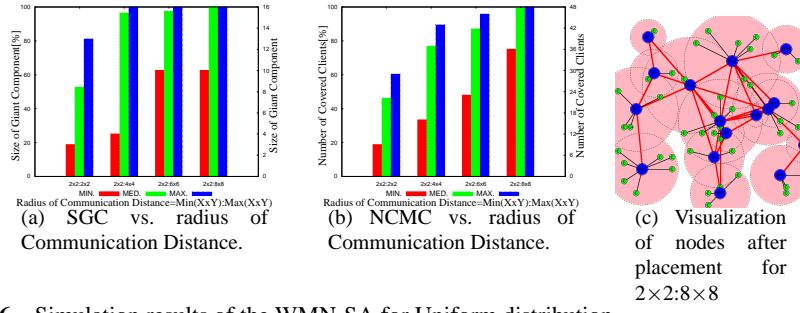 100
80
60
40
20
0
Size of Giant Component[%]
16
14
12
10
8
6
4
2
0
Size of Giant Component
2x2:2x2 2x2:4x4 2x2:6x6 2x2:8x8
MIN. MED. MAX.
Radius of Communication Distance=Min(XxY):Max(XxY)
(a) SGC vs. radius of
Communication Distance.
100
80
60
40
20
0
Number of Covered Clients[%]
48
42
36
30
24
18
12
6
0
Number of Covered Clients
2x2:2x2 2x2:4x4 2x2:6x6 2x2:8x8
MIN. MED. MAX.
Radius of Communication Distance=Min(XxY):Max(XxY)
(b) NCMC vs. radius of
Communication Distance.
(c) Visualization
of nodes after
placement for
2×2:8×8
Simulation results of the WMN-SA for Uniform distribution